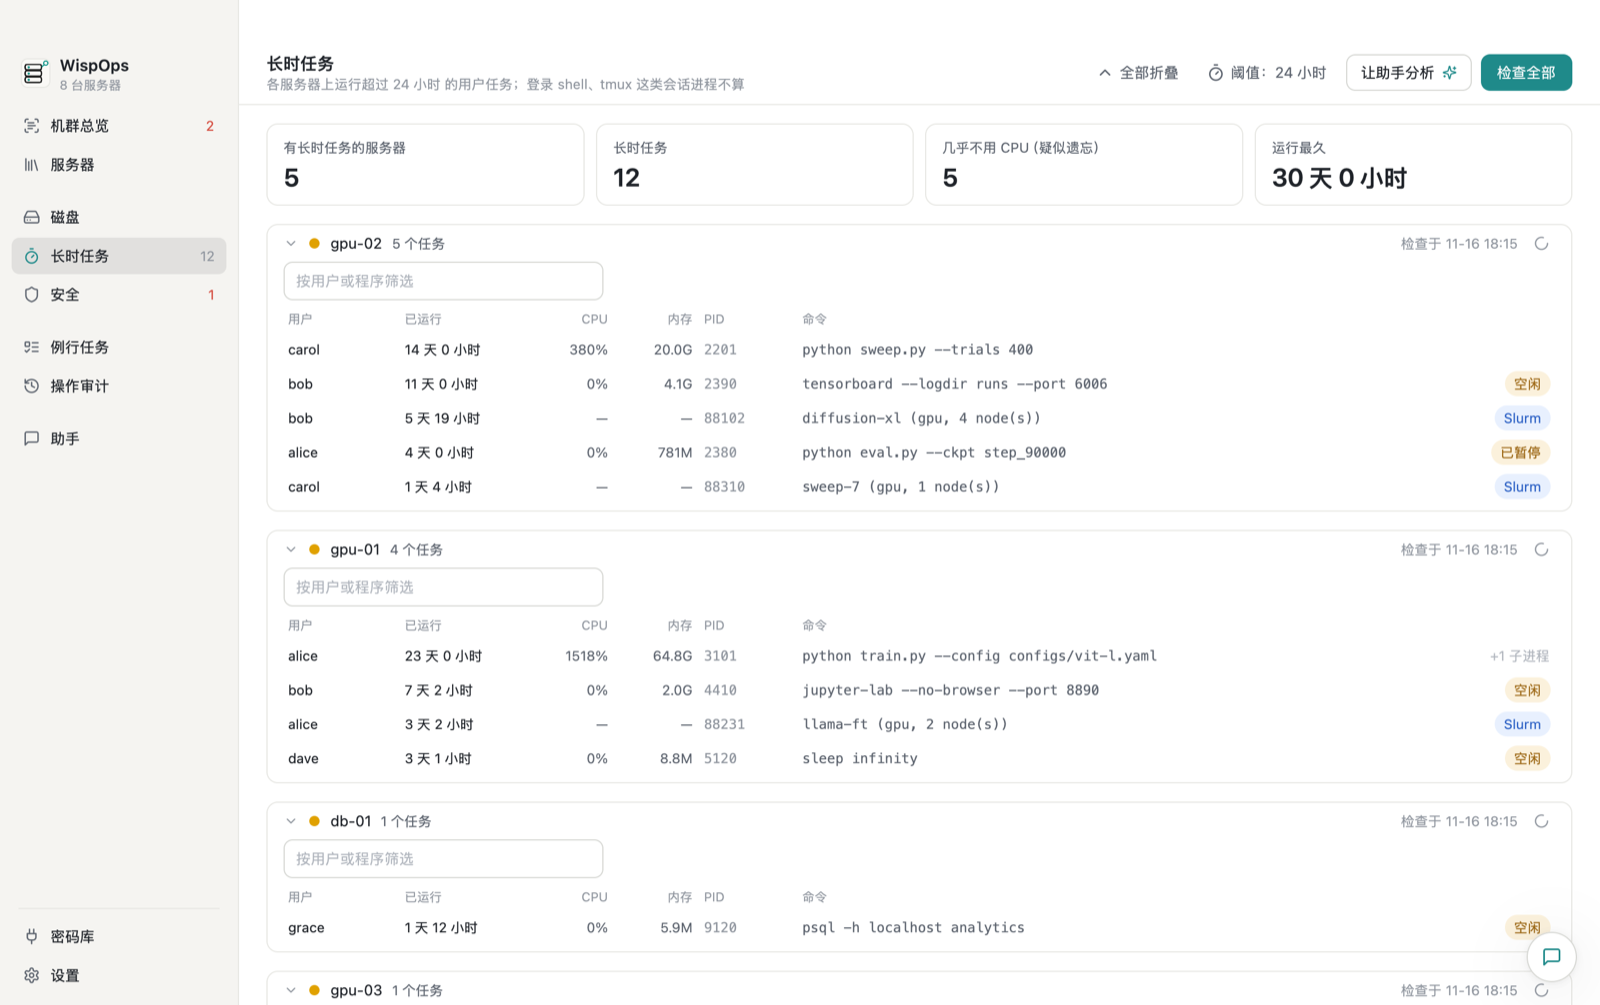 WispOps
8 台服务器
机群总览 2
服务器
磁盘
长时任务 12
安全 1
例行任务
操作审计
助手
密码库
设置
长时任务
各服务器上运行超过 24 小时 的用户任务；登录 shell、tmux 这类会话进程不算
全部折叠 阈值：24 小时 让助手分析 检查全部
有长时任务的服务器
5
长时任务
12
几乎不用 CPU (疑似遗忘)
5
运行最久
30 天 0 小时
gpu-02 5 个任务 检查于 11-16 18:15
按用户或程序筛选
用户 已运行 CPU 内存 PID 命令
carol 14 天 0 小时 380% 20.0G 2201 python sweep.py --trials 400
bob 11 天 0 小时 0% 4.1G 2390 tensorboard --logdir runs --port 6006 空闲
bob 5 天 19 小时 — — 88102 diffusion-xl (gpu, 4 node(s)) Slurm
alice 4 天 0 小时 0% 781M 2380 python eval.py --ckpt step_90000 已暂停
carol 1 天 4 小时 — — 88310 sweep-7 (gpu, 1 node(s)) Slurm
gpu-01 4 个任务 检查于 11-16 18:15
按用户或程序筛选
用户 已运行 CPU 内存 PID 命令
alice 23 天 0 小时 1518% 64.8G 3101 python train.py --config configs/vit-l.yaml +1 子进程
bob 7 天 2 小时 0% 2.0G 4410 jupyter-lab --no-browser --port 8890 空闲
alice 3 天 2 小时 — — 88231 llama-ft (gpu, 2 node(s)) Slurm
dave 3 天 1 小时 0% 8.8M 5120 sleep infinity 空闲
db-01 1 个任务 检查于 11-16 18:15
按用户或程序筛选
用户 已运行 CPU 内存 PID 命令
grace 1 天 12 小时 0% 5.9M 9120 psql -h localhost analytics 空闲
gpu-03 1 个任务 检查于 11-16 18:15